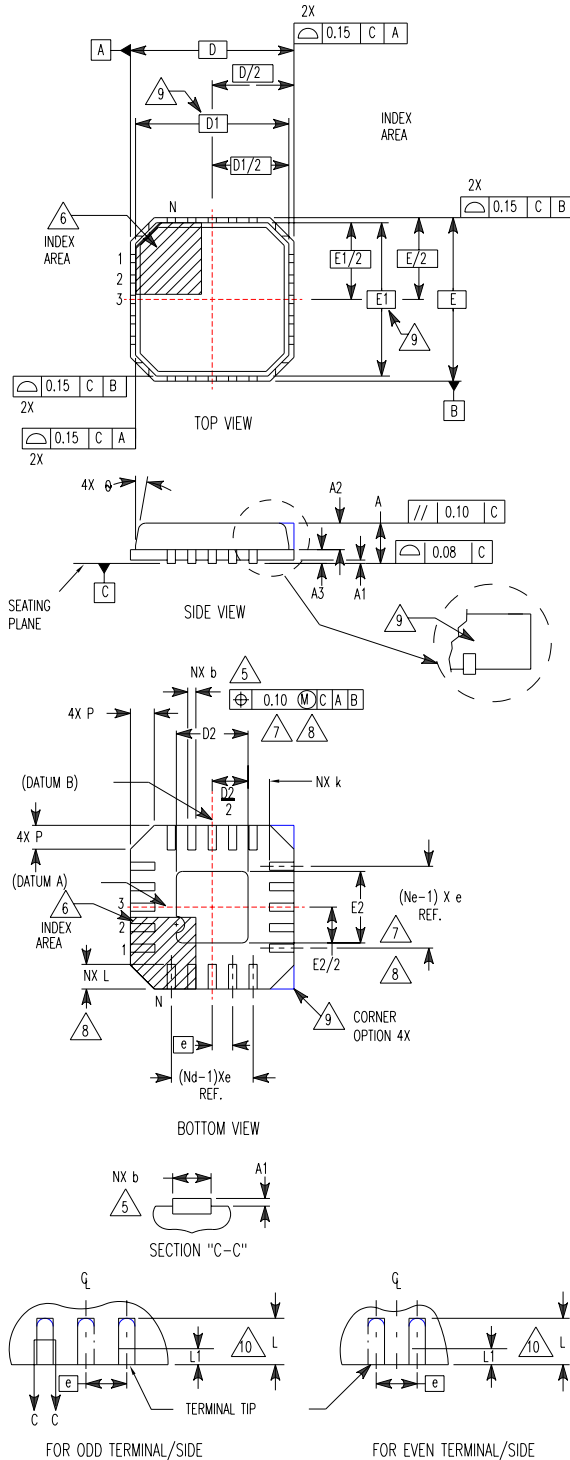 2X
0.15 C A
A
D
D/2
9
D1
INDEX
AREA
D1/2
2X
0.15 C B
N
6
INDEX
AREA
1
2
3
E1/2
E/2
E1
E
9
0.15 C B
2X
B
0.15 C A
2X
TOP VIEW
4X θ
A2
A
// 0.10 C
0.08 C
A3
A1
C
SEATING
PLANE
SIDE VIEW
9
NX b
5
0.10 M C A B
4X P
D2
7
8
(DATUM B)
D2
2
NX k
4X P
(DATUM A)
6
INDEX
AREA
3
2
1
E2
(Ne-1) X e
REF.
7
E2/2
8
NX L
8
N
9
CORNER
OPTION 4X
e
(Nd-1)Xe
REF.
BOTTOM VIEW
NX b
A1
5
SECTION "C-C"
CL
CL
10
L
L1
10
L
L1
e
e
C C
TERMINAL TIP
FOR ODD TERMINAL/SIDE
FOR EVEN TERMINAL/SIDE